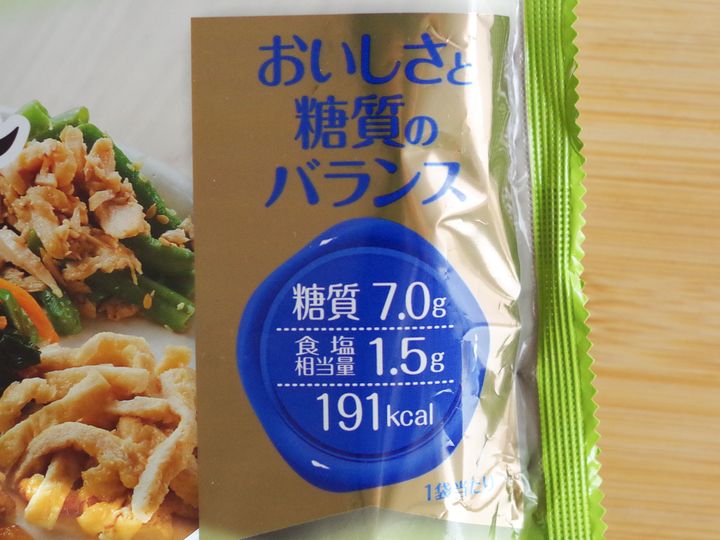 おいしさと
糖質の
バランス
糖質 7.0g
食塩
相当量 1.5g
191kcal
1袋当たり